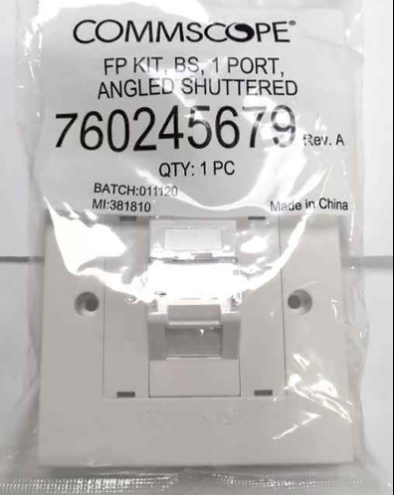 COMMSCOPE®
FP KIT, BS, 1 PORT,
ANGLED SHUTTERED
760245679 Rev. A
QTY: 1 PC
BATCH:011120
MI:381810 Made in China
COMMSCOPE